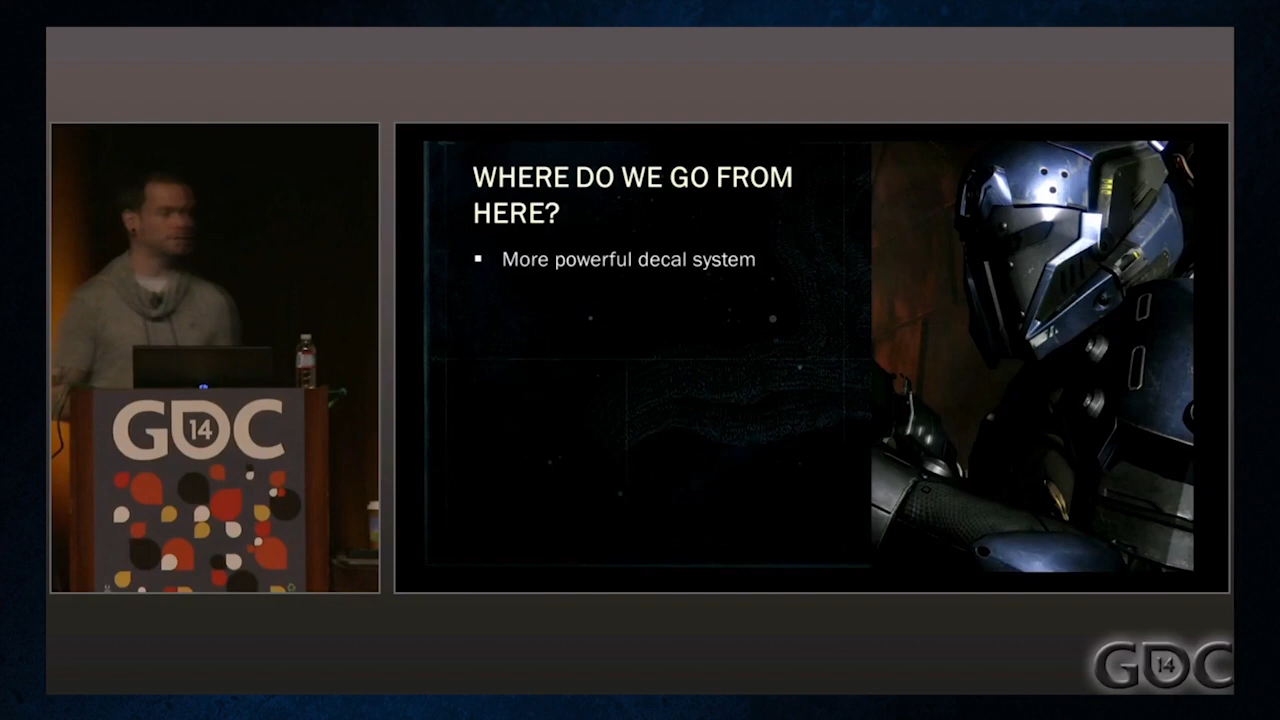 WHERE DO WE GO FROM
HERE?
▪ More powerful decal system
GDC
14
GDC
14